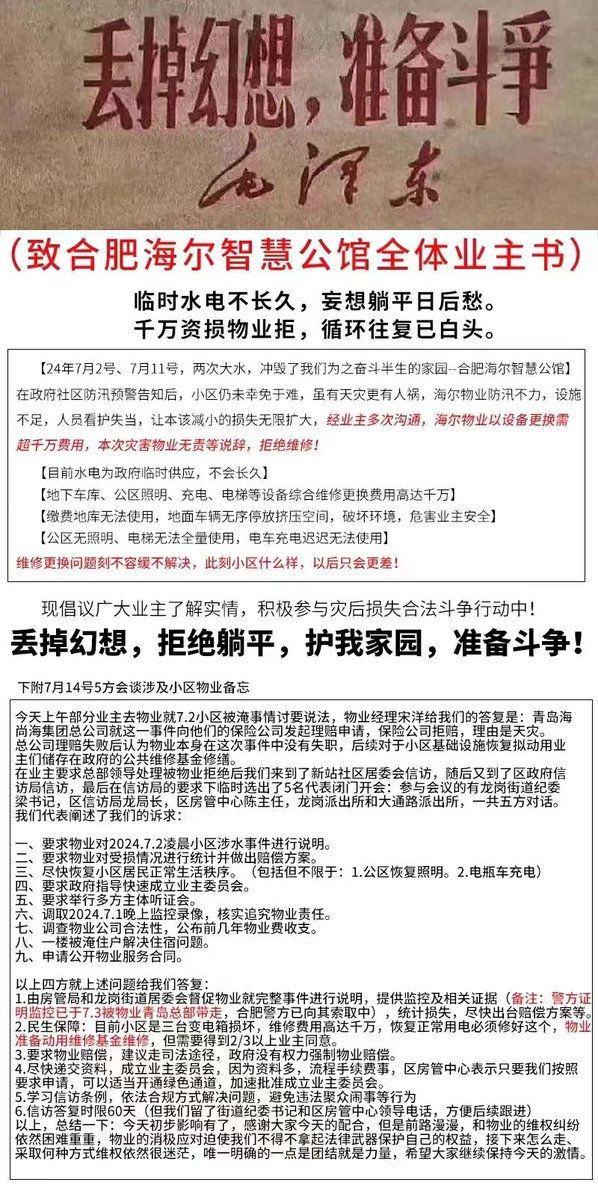 丢掉幻想，准备斗争
毛泽东
（致合肥海尔智慧公馆全体业主书）
临时水电不长久，妄想躺平日后愁。
千万资损物业拒，循环往复已白头。
【24年7月2号、7月11号，两次大水，冲毁了我们为之奋斗半生的家园--合肥海尔智慧公馆】
在政府社区防汛预警告知后，小区仍未幸免于难，虽有天灾更有人祸，海尔物业防汛不力，设施
不足，人员看护失当，让本该减小的损失无限扩大，经业主多次沟通，海尔物业以设备更换需
超千万费用，本次灾害物业无责等说辞，拒绝维修！
【目前水电为政府临时供应，不会长久】
【地下车库、公区照明、充电、电梯等设备综合维修更换费用高达千万】
【缴费地库无法使用，地面车辆无序停放挤压空间，破坏环境，危害业主安全】
【公区无照明、电梯无法全量使用，电车充电迟迟无法使用】
维修更换问题刻不容缓不解决，此刻小区什么样，以后只会更差！
现倡议广大业主了解实情，积极参与灾后损失合法斗争行动中！
丢掉幻想，拒绝躺平，护我家园，准备斗争！
下附7月14号5方会谈涉及小区物业备忘
今天上午部分业主去物业就7.2小区被淹事情讨要说法，物业经理宋洋给我们的答复是：青岛海
尚海集团总公司就这一事件向他们的保险公司发起理赔申请，保险公司拒赔，理由是天灾。
总公司理赔失败后认为物业本身在这次事件中没有失职，后续对于小区基础设施恢复拟动用业
主们储存在政府的公共维修基金修缮。
在业主要求总部领导处理被物业拒绝后我们来到了新站社区居委会信访，随后又到了区政府信
访局信访，最后在信访局的要求下临时选出了5名代表闭门开会：参与会议的有龙岗街道纪委
梁书记，区信访局龙局长，区房管中心陈主任，龙岗派出所和大通路派出所，一共五方对话。
我们代表阐述了我们的诉求：
一、要求物业对2024.7.2凌晨小区涉水事件进行说明。
二、要求物业对受损情况进行统计并做出赔偿方案。
三、尽快恢复小区居民正常生活秩序。（包括但不限于：1.公区恢复照明。2.电瓶车充电）
四、要求政府指导快速成立业主委员会。
五、要求举行多方主体听证会。
六、调取2024.7.1晚上监控录像，核实追究物业责任。
七、调查物业公司合法性，公布前几年物业费收支。
八、一楼被淹住户解决住宿问题。
九、申请公开物业服务合同。
以上四方就上述问题给我们答复：
1.由房管局和龙岗街道居委会督促物业就完整事件进行说明，提供监控及相关证据（备注：警方证
明监控已于7.3被物业青岛总部带走，合肥警方已向其索取中），统计损失，尽快出台赔偿方案等。
2.民生保障：目前小区是三台变电箱损坏，维修费用高达千万，恢复正常用电必须修好这个，物业
准备动用维修基金维修，但需要得到2/3以上业主同意。
3.要求物业赔偿，建议走司法途径，政府没有权力强制物业赔偿。
4.尽快递交资料，成立业主委员会，因为资料多，流程手续费事，区房管中心表示只要我们按照
要求申请，可以适当开通绿色通道，加速批准成立业主委员会。
5.学习信访条例，依法合规方式解决问题，避免违法聚众闹事等行为
6.信访答复时限60天（但我们留了街道纪委书记和区房管中心领导电话，方便后续跟进）
以上，总结一下：今天初步影响有了，感谢大家今天的配合，但是前路漫漫，和物业的维权纠纷
依然困难重重，物业的消极应对迫使我们不得不拿起法律武器保护自己的权益，接下来怎么走、
采取何种方式维权依然很迷茫，唯一明确的一点是团结就是力量，希望大家继续保持今天的激情。